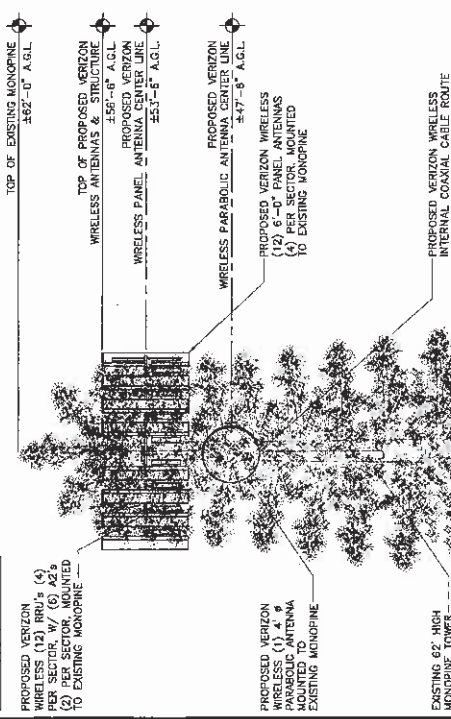 TOP OF EXISTING MONOPINE
±62'-0" A.G.L.
TOP OF PROPOSED VERIZON
WIRELESS ANTENNAS & STRUCTURE
±56'-6" A.G.L.
PROPOSED VERIZON
WIRELESS PANEL ANTENNA CENTER LINE
±53'-6" A.G.L.
PROPOSED VERIZON
WIRELESS PARABOLIC ANTENNA CENTER LINE
±47'-6" A.G.L.
PROPOSED VERIZON WIRELESS
(12) 6'-0" PANEL ANTENNAS
(4) PER SECTOR, MOUNTED
TO EXISTING MONOPINE
PROPOSED VERIZON WIRELESS
INTERNAL COAXIAL CABLE ROUTE
PROPOSED VERIZON
WIRELESS (12) RRU's (4)
PER SECTOR, W/ (6) A2's
(2) PER SECTOR, MOUNTED
TO EXISTING MONOPINE
PROPOSED VERIZON
WIRELESS (1) 4' ø
PARABOLIC ANTENNA
MOUNTED TO
EXISTING MONOPINE
EXISTING 62' HIGH
MONOPINE TOWER